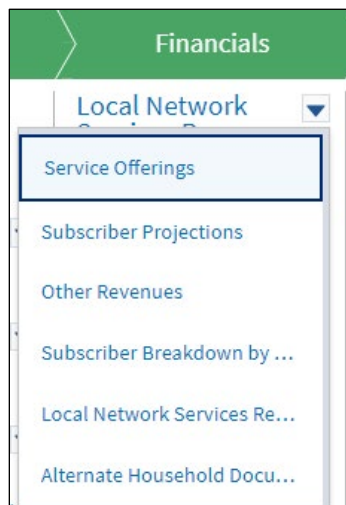 Financials
Local Network
Service Offerings
Subscriber Projections
Other Revenues
Subscriber Breakdown by ...
Local Network Services Re...
Alternate Household Docu...